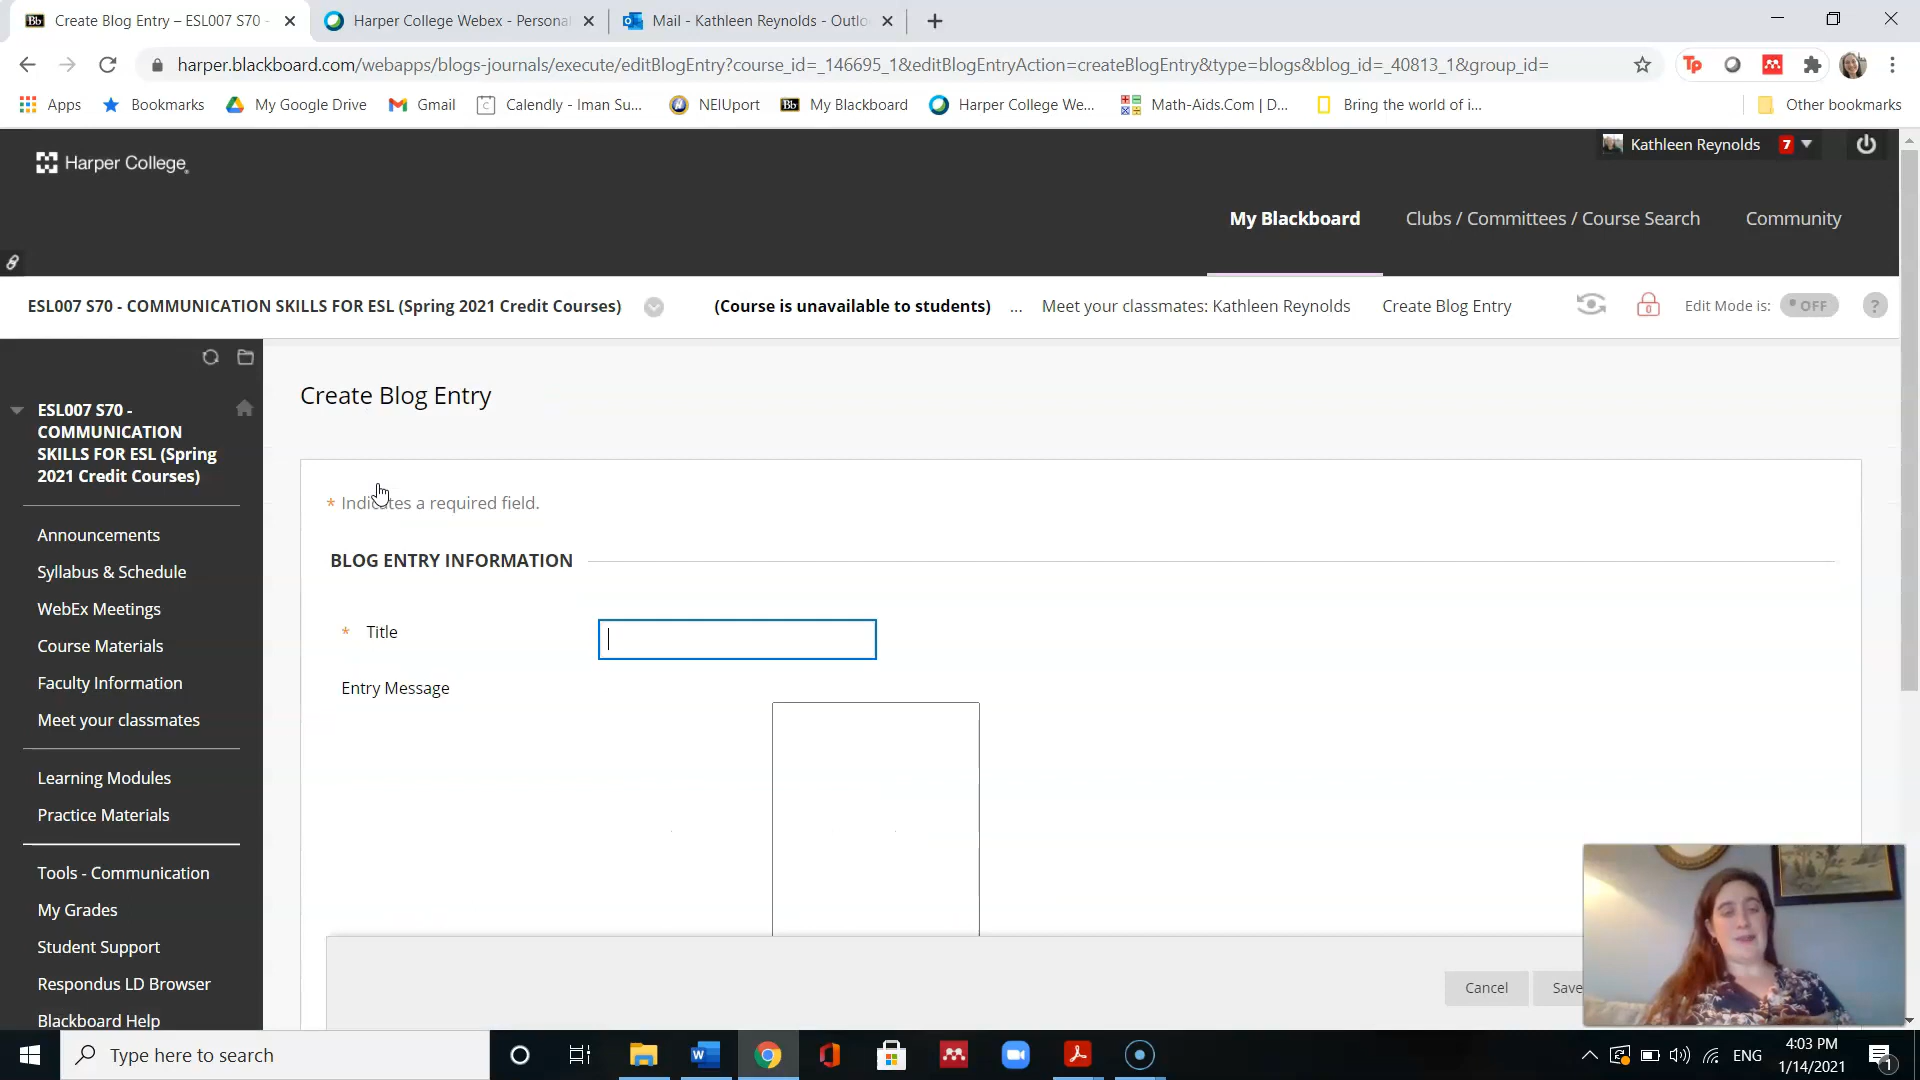 Create Blog Entry – ESL007 S70 -
Harper College Webex - Personal
Mail - Kathleen Reynolds - Outlo
harper.blackboard.com/webapps/blogs-journals/execute/editBlogEntry?course_id=_146695_1&editBlogEntryAction=createBlogEntry&type=blogs&blog_id=_40813_1&group_id=
Apps
Bookmarks
My Google Drive
Gmail
Calendly - Iman Su...
NEIUport
Bb My Blackboard
Harper College We...
Math-Aids.Com | D...
Bring the world of i...
Other bookmarks
Harper College
Kathleen Reynolds 7
My Blackboard
Clubs / Committees / Course Search
Community
ESL007 S70 - COMMUNICATION SKILLS FOR ESL (Spring 2021 Credit Courses)
(Course is unavailable to students)
...
Meet your classmates: Kathleen Reynolds
Create Blog Entry
Edit Mode is:
OFF
?
ESL007 S70 -
COMMUNICATION
SKILLS FOR ESL (Spring
2021 Credit Courses)
Announcements
Syllabus & Schedule
WebEx Meetings
Course Materials
Faculty Information
Meet your classmates
Learning Modules
Practice Materials
Tools - Communication
My Grades
Student Support
Respondus LD Browser
Blackboard Help
Create Blog Entry
* Indicates a required field.
BLOG ENTRY INFORMATION
* Title
Entry Message
Cancel
Save
Type here to search
ENG
4:03 PM
1/14/2021
1